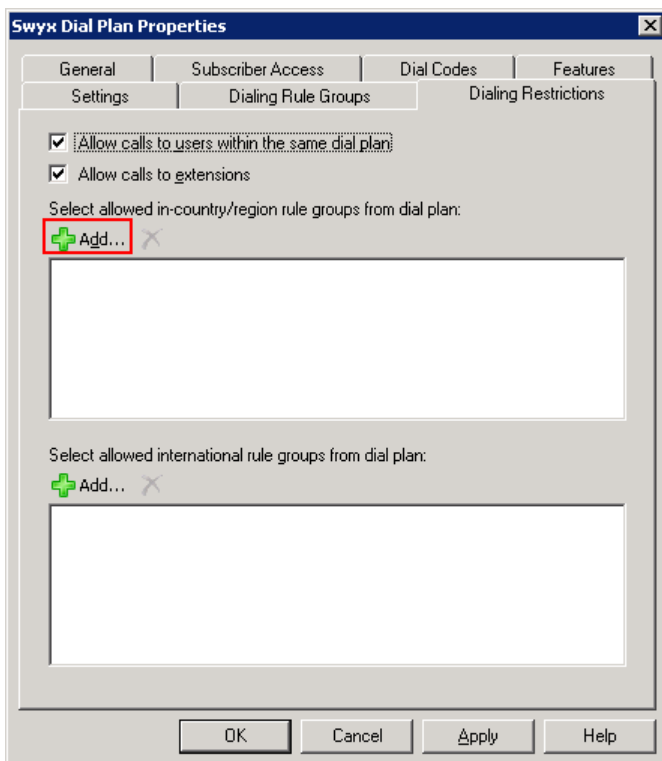 Swyx Dial Plan Properties
General Subscriber Access Dial Codes Features
Settings Dialing Rule Groups Dialing Restrictions
Allow calls to users within the same dial plan
Allow calls to extensions
Select allowed in-country/region rule groups from dial plan:
Add...
Select allowed international rule groups from dial plan:
Add...
OK Cancel Apply Help